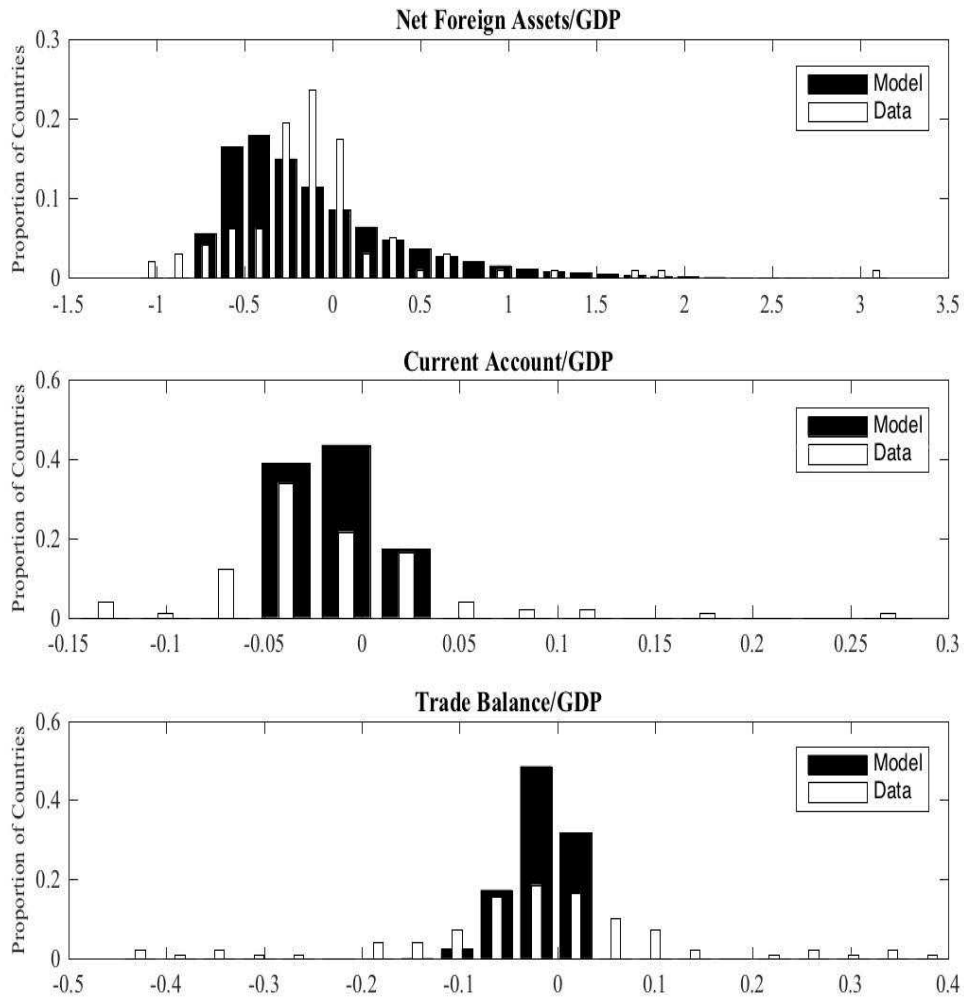 Net Foreign Assets/GDP
0.3
0.2
0.1
0
Proportion of Countries
Model
Data
-1.5 -1 -0.5 0 0.5 1 1.5 2 2.5 3 3.5
Current Account/GDP
0.6
0.4
0.2
0
Proportion of Countries
Model
Data
-0.15 -0.1 -0.05 0 0.05 0.1 0.15 0.2 0.25 0.3
Trade Balance/GDP
0.6
0.4
0.2
0
Proportion of Countries
Model
Data
-0.5 -0.4 -0.3 -0.2 -0.1 0 0.1 0.2 0.3 0.4